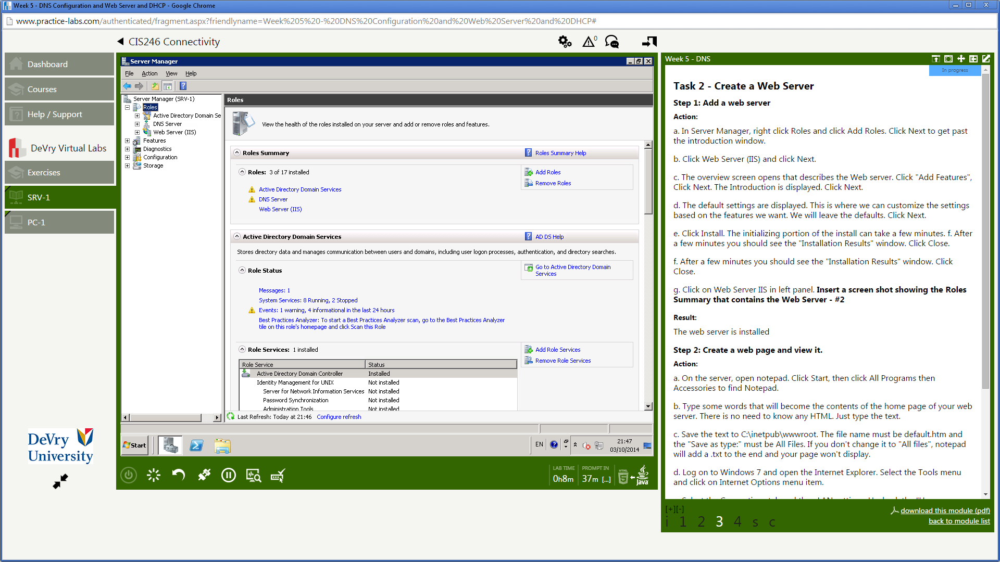 Week 5 - DNS Configuration and Web Server and DHCP - Google Chrome
www.practice-labs.com/authenticated/fragment.aspx?friendlyname=Week%205%20-%20DNS%20Configuration%20and%20Web%20Server%20and%20DHCP#
CIS246 Connectivity
0
Dashboard
Courses
Help / Support
DeVry Virtual Labs
Exercises
SRV-1
PC-1
DeVry
University
Server Manager
File Action View Help
Server Manager (SRV-1)
Roles
Active Directory Domain Se
DNS Server
Web Server (IIS)
Features
Diagnostics
Configuration
Storage
Roles
View the health of the roles installed on your server and add or remove roles and features.
Roles Summary
Roles Summary Help
Roles: 3 of 17 installed
Add Roles
Remove Roles
Active Directory Domain Services
DNS Server
Web Server (IIS)
Active Directory Domain Services
AD DS Help
Stores directory data and manages communication between users and domains, including user logon processes, authentication, and directory searches.
Role Status
Go to Active Directory Domain
Services
Messages: 1
System Services: 8 Running, 2 Stopped
Events: 1 warning, 4 informational in the last 24 hours
Best Practices Analyzer: To start a Best Practices Analyzer scan, go to the Best Practices Analyzer
tile on this role's homepage and click Scan this Role
Role Services: 1 installed
Add Role Services
Remove Role Services
Role Service Status
Active Directory Domain Controller Installed
Identity Management for UNIX Not installed
Server for Network Information Services Not installed
Password Synchronization Not installed
Administration Tools Not installed
Last Refresh: Today at 21:46 Configure refresh
Start
EN
21:47
03/10/2014
LAB TIME
0h8m
PROMPT IN
37m [...]
HTML
5
Java
Week 5 - DNS
In progress
Task 2 - Create a Web Server
Step 1: Add a web server
Action:
a. In Server Manager, right click Roles and click Add Roles. Click Next to get past
the introduction window.
b. Click Web Server (IIS) and click Next.
c. The overview screen opens that describes the Web server. Click "Add Features",
Click Next. The Introduction is displayed. Click Next.
d. The default settings are displayed. This is where we can customize the settings
based on the features we want. We will leave the defaults. Click Next.
e. Click Install. The initializing portion of the install can take a few minutes. f. After
a few minutes you should see the "Installation Results" window. Click Close.
f. After a few minutes you should see the "Installation Results" window. Click
Close.
g. Click on Web Server IIS in left panel. Insert a screen shot showing the Roles
Summary that contains the Web Server - #2
Result:
The web server is installed
Step 2: Create a web page and view it.
Action:
a. On the server, open notepad. Click Start, then click All Programs then
Accessories to find Notepad.
b. Type some words that will become the contents of the home page of your web
server. There is no need to know any HTML. Just type the text.
c. Save the text to C:\inetpub\wwwroot. The file name must be default.htm and
the "Save as type:" must be All Files. If you don't change it to "All files", notepad
will add a .txt to the end and your page won't display.
d. Log on to Windows 7 and open the Internet Explorer. Select the Tools menu
and click on Internet Options menu item.
[+][-]
i 1 2 3 4 s c
download this module (pdf)
back to module list